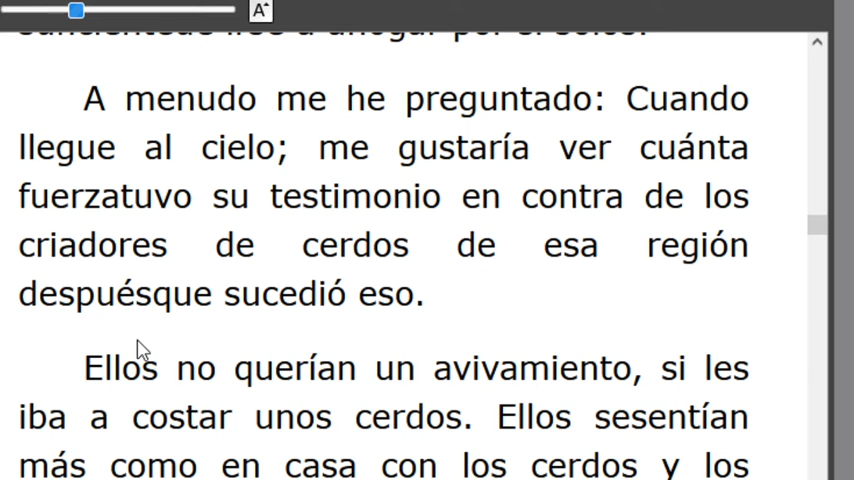 A
A menudo me he preguntado: Cuando
llegue al cielo; me gustaría ver cuánta
fuerzatuvo su testimonio en contra de los
criadores de cerdos de esa región
despuésque sucedió eso.
Ellos no querían un avivamiento, si les
iba a costar unos cerdos. Ellos sesentían
más como en casa con los cerdos y los